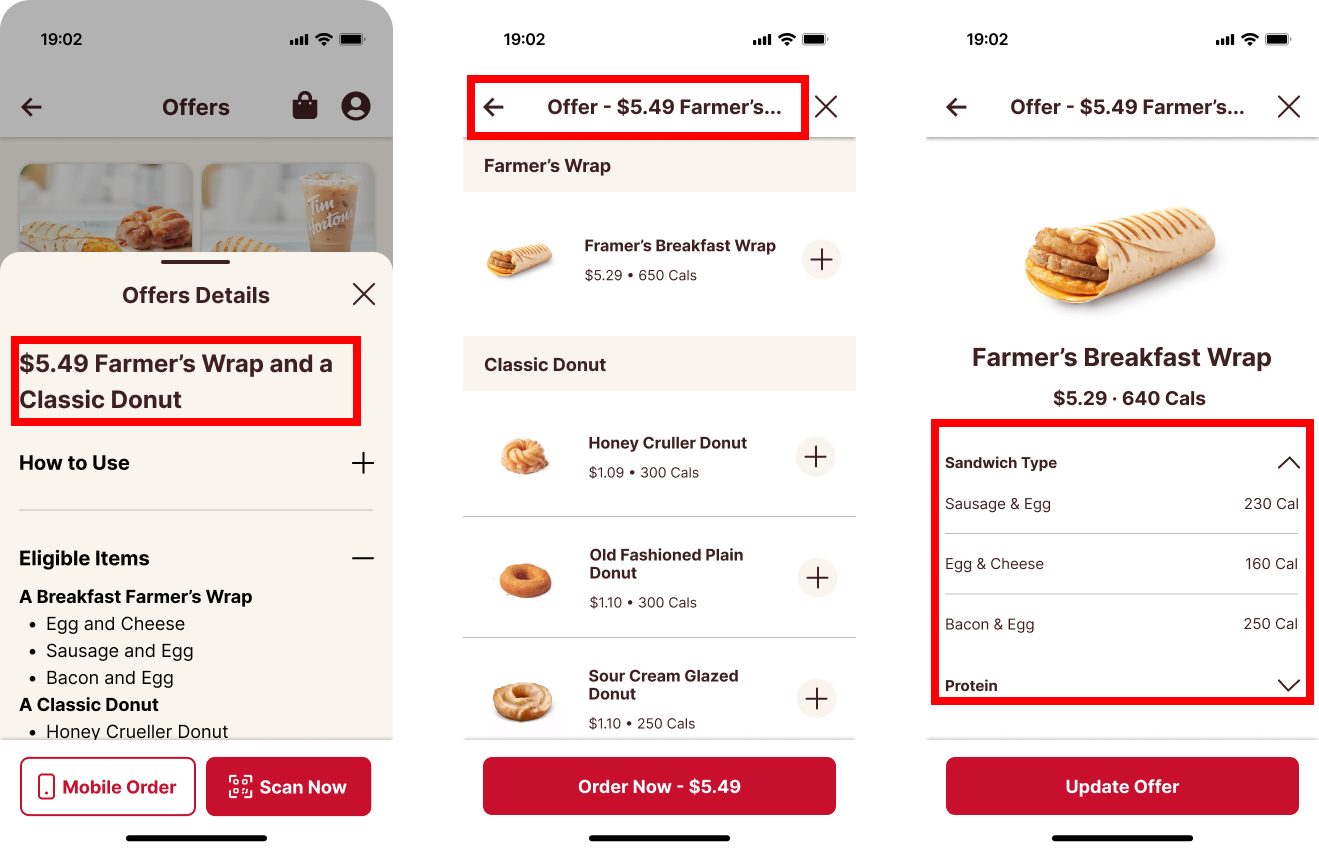 19:02
Offers
Tim
Hortons
Offers Details
$5.49 Farmer’s Wrap and a
Classic Donut
How to Use
Eligible Items
A Breakfast Farmer’s Wrap
• Egg and Cheese
• Sausage and Egg
• Bacon and Egg
A Classic Donut
• Honey Crueller Donut
Mobile Order
Scan Now
19:02
Offer - $5.49 Farmer’s...
Farmer’s Wrap
Framer’s Breakfast Wrap
$5.29 • 650 Cals
Classic Donut
Honey Cruller Donut
$1.09 • 300 Cals
Old Fashioned Plain
Donut
$1.10 • 300 Cals
Sour Cream Glazed
Donut
$1.10 • 250 Cals
Order Now - $5.49
19:02
Offer - $5.49 Farmer’s...
Farmer’s Breakfast Wrap
$5.29 · 640 Cals
Sandwich Type
Sausage & Egg 230 Cal
Egg & Cheese 160 Cal
Bacon & Egg 250 Cal
Protein
Update Offer